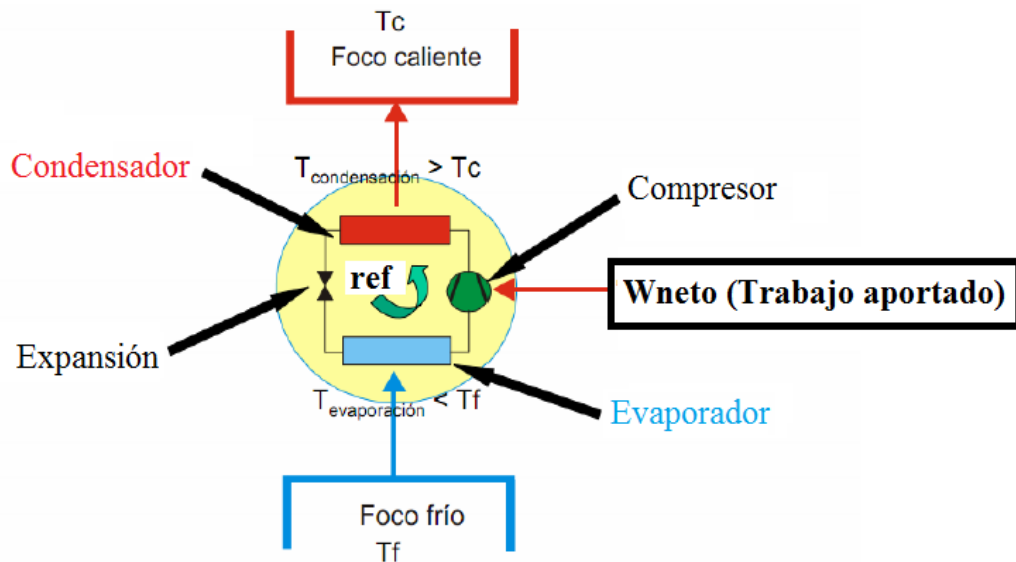 Tc
Foco caliente
Condensador
Tcondensación > Tc
Compresor
ref
Wneto (Trabajo aportado)
Expansión
Tevaporación < Tf
Evaporador
Foco frío
Tf